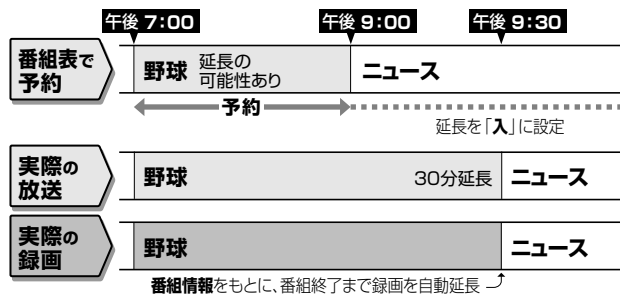 午後 7:00 午後 9:00 午後 9:30
番組表で
予約
野球 延長の
可能性あり
ニュース
予約
延長を「入」に設定
実際の
放送
野球 30分延長 ニュース
実際の
録画
野球 ニュース
番組情報をもとに、番組終了まで録画を自動延長